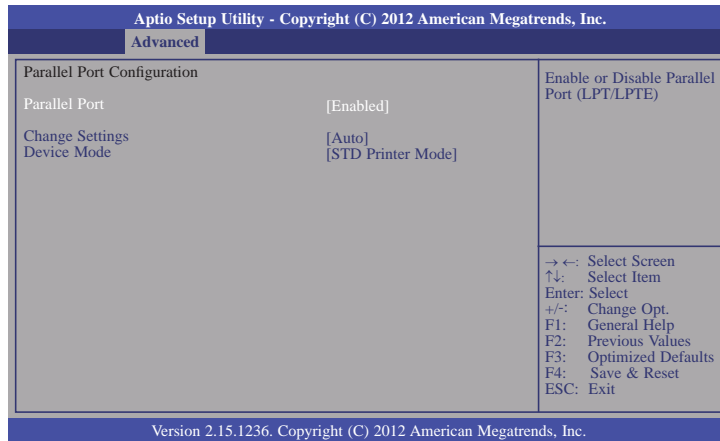 Aptio Setup Utility - Copyright (C) 2012 American Megatrends, Inc.
Advanced
Parallel Port Configuration
Parallel Port [Enabled]
Change Settings [Auto]
Device Mode [STD Printer Mode]
Enable or Disable Parallel
Port (LPT/LPTE)
→ ←: Select Screen
↑↓: Select Item
Enter: Select
+/-: Change Opt.
F1: General Help
F2: Previous Values
F3: Optimized Defaults
F4: Save & Reset
ESC: Exit
Version 2.15.1236. Copyright (C) 2012 American Megatrends, Inc.